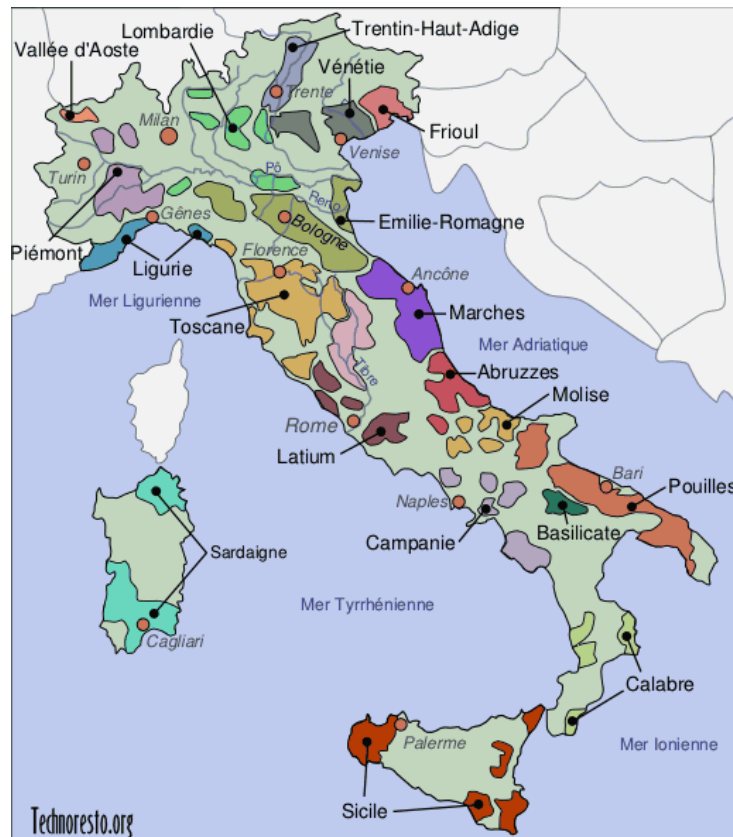 Trentin-Haut-Adige
Lombardie
Vallée d'Aoste
Vénétie
Trente
Milan
Frioul
Venise
Turin
Pô
Reno
Gênes
Emilie-Romagne
Bologne
Piémont
Florence
Ligurie
Ancône
Mer Ligurienne
Marches
Toscane
Mer Adriatique
Tibre
Abruzzes
Molise
Rome
Latium
Bari
Pouilles
Naples
Basilicate
Campanie
Sardaigne
Mer Tyrrhénienne
Cagliari
Calabre
Palerme
Mer Ionienne
Sicile
Technoresto.org